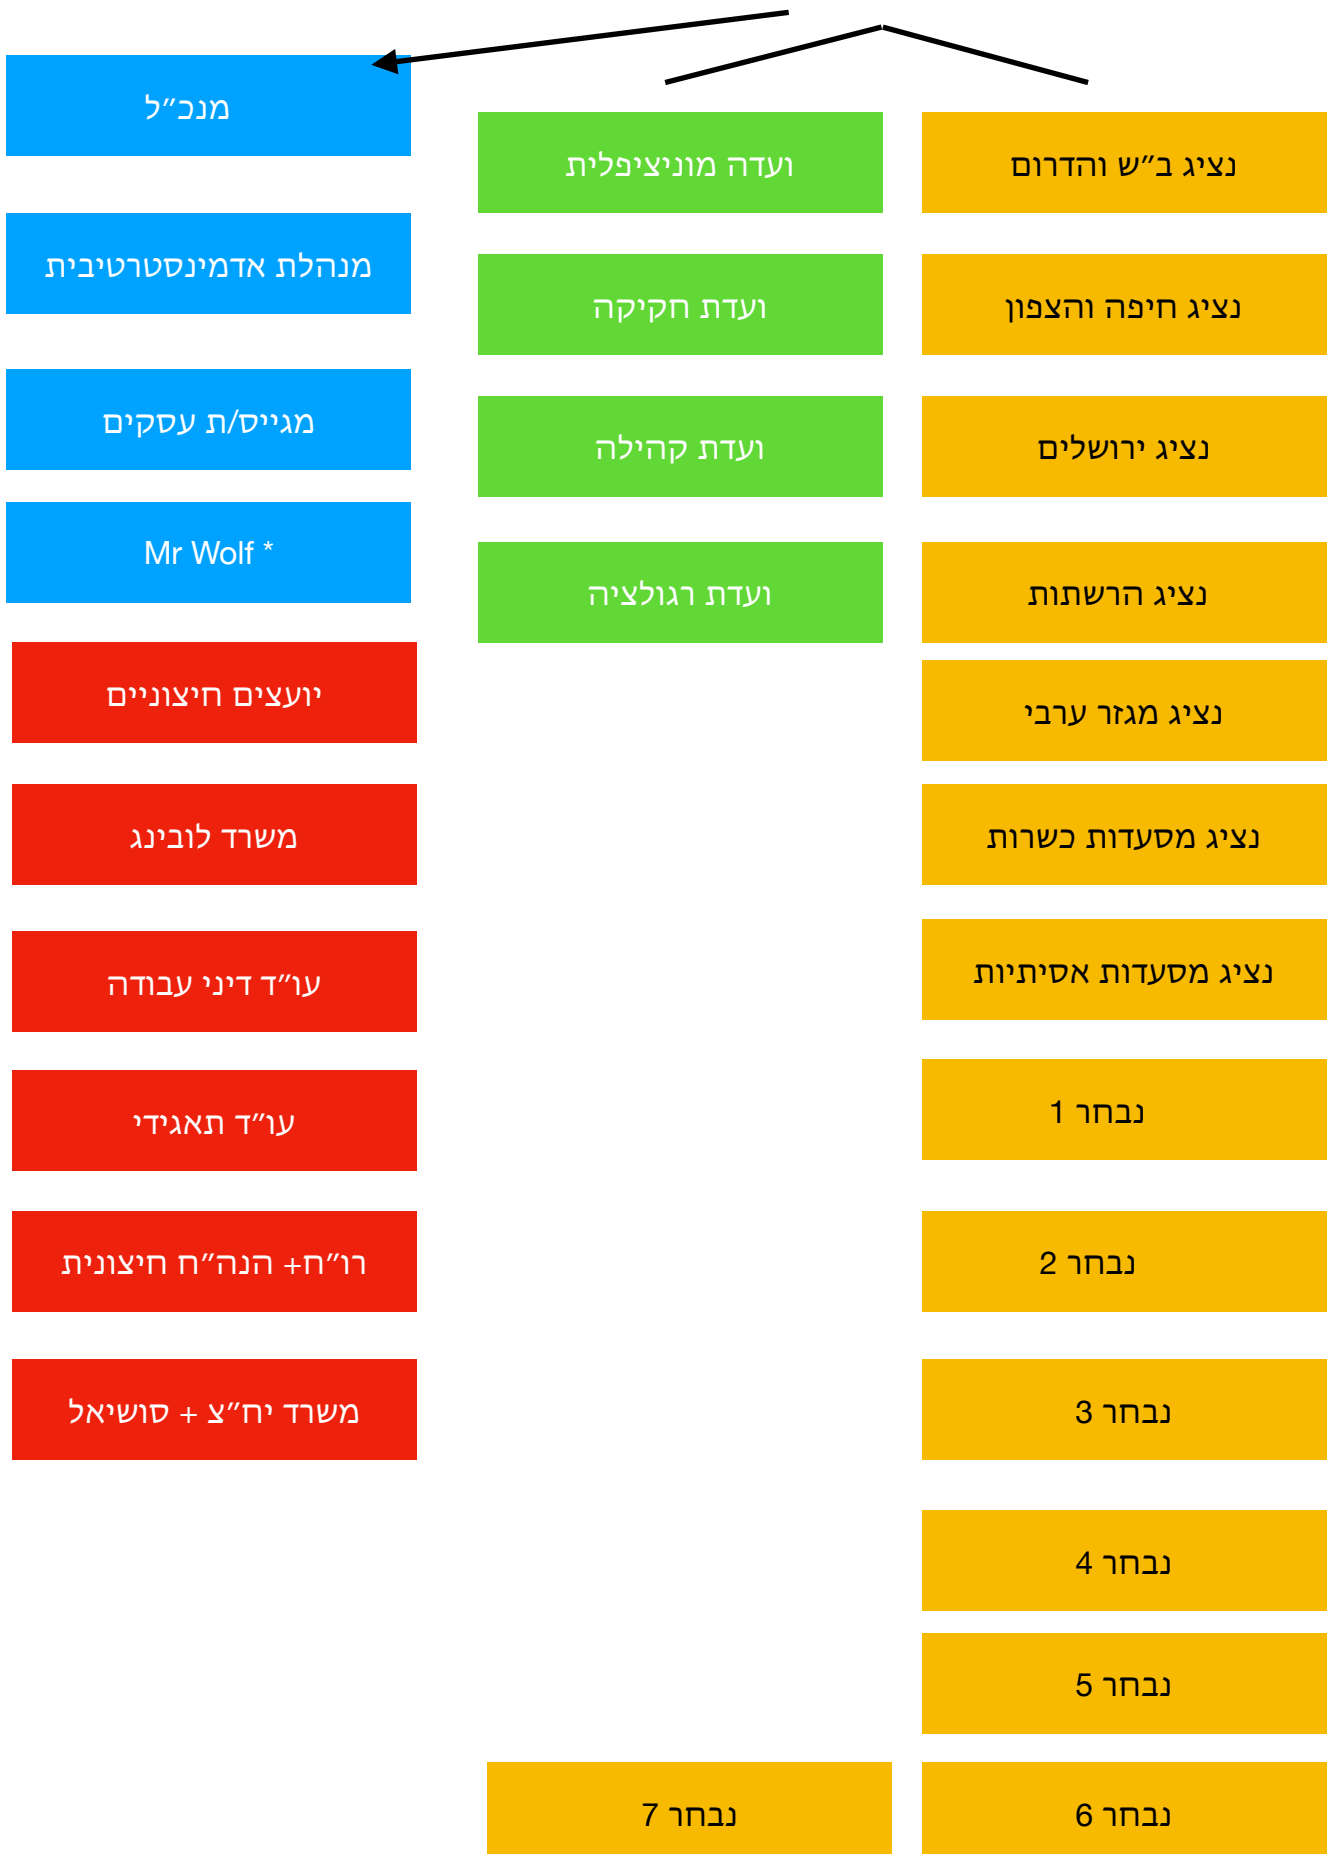 נציג ב״ש והדרום
נציג חיפה והצפון
נציג ירושלים
נציג הרשתות
נציג מגזר ערבי
נציג מסעדות כשרות
נציג מסעדות אסיתיות
נבחר 1
נבחר 2
נבחר 3
נבחר 4
נבחר 5
נבחר 6
נבחר 7
ועדה מוניציפלית
ועדת חקיקה
ועדת קהילה
ועדת רגולציה
מנכ״ל
מנהלת אדמינסטרטיבית
מגייס/ת עסקים
Mr Wolf *
יועצים חיצוניים
משרד לובינג
עו״ד דיני עבודה
עו״ד תאגידי
רו״ח+ הנה״ח חיצונית
משרד יח״צ + סושיאל